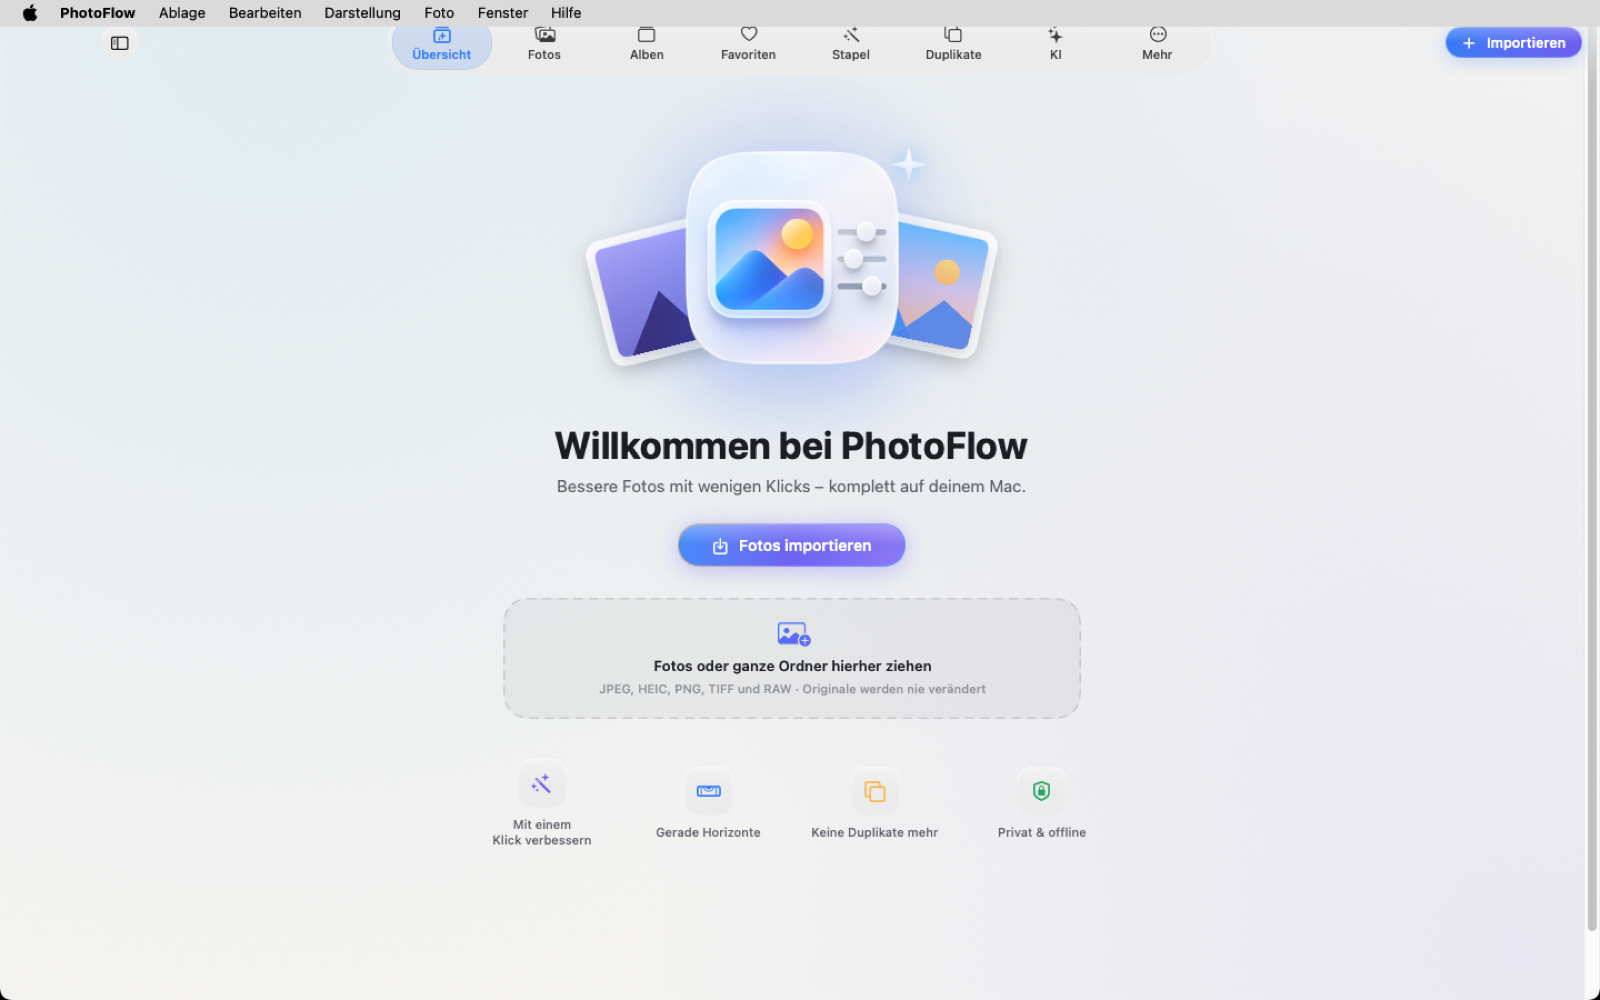 PhotoFlow Ablage Bearbeiten Darstellung Foto Fenster Hilfe
Übersicht Fotos Alben Favoriten Stapel Duplikate KI Mehr
Importieren
Willkommen bei PhotoFlow
Bessere Fotos mit wenigen Klicks – komplett auf deinem Mac.
Fotos importieren
Fotos oder ganze Ordner hierher ziehen
JPEG, HEIC, PNG, TIFF und RAW · Originale werden nie verändert
Mit einem
Klick verbessern
Gerade Horizonte
Keine Duplikate mehr
Privat & offline